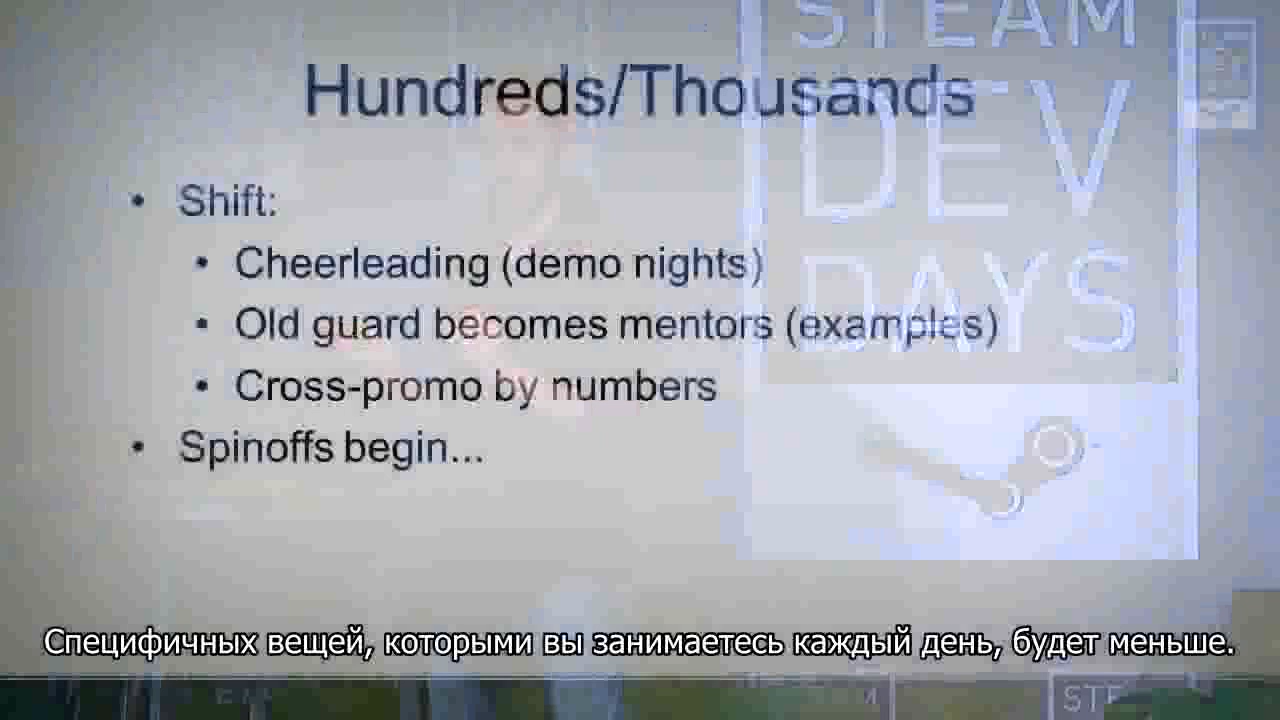 Hundreds/Thousands
STEAM
DEV
DAYS
• Shift:
• Cheerleading (demo nights)
• Old guard becomes mentors (examples)
• Cross-promo by numbers
• Spinoffs begin...
Специфичных вещей, которыми вы занимаетесь каждый день, будет меньше.
STE